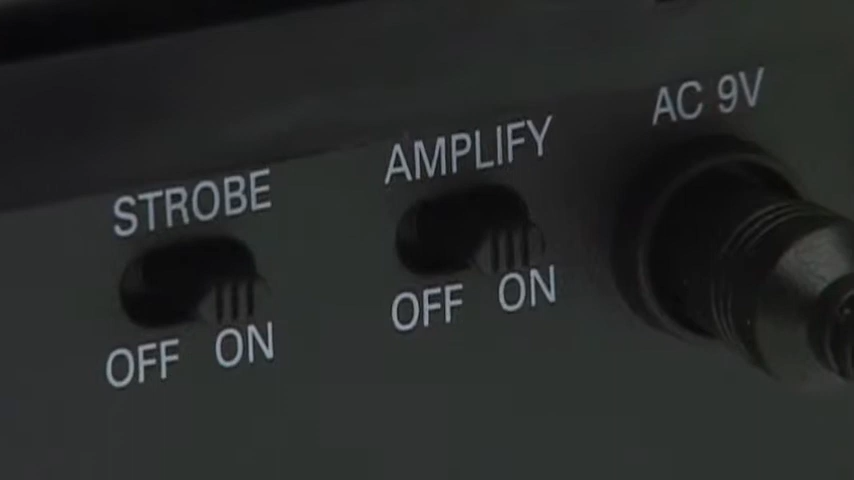 STROBE
OFF ON
AMPLIFY
OFF ON
AC 9V